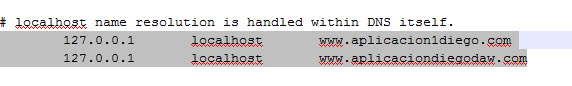 # localhost name resolution is handled within DNS itself.
127.0.0.1 localhost www.aplicacion1diego.com
127.0.0.1 localhost www.aplicaciondiegodaw.com